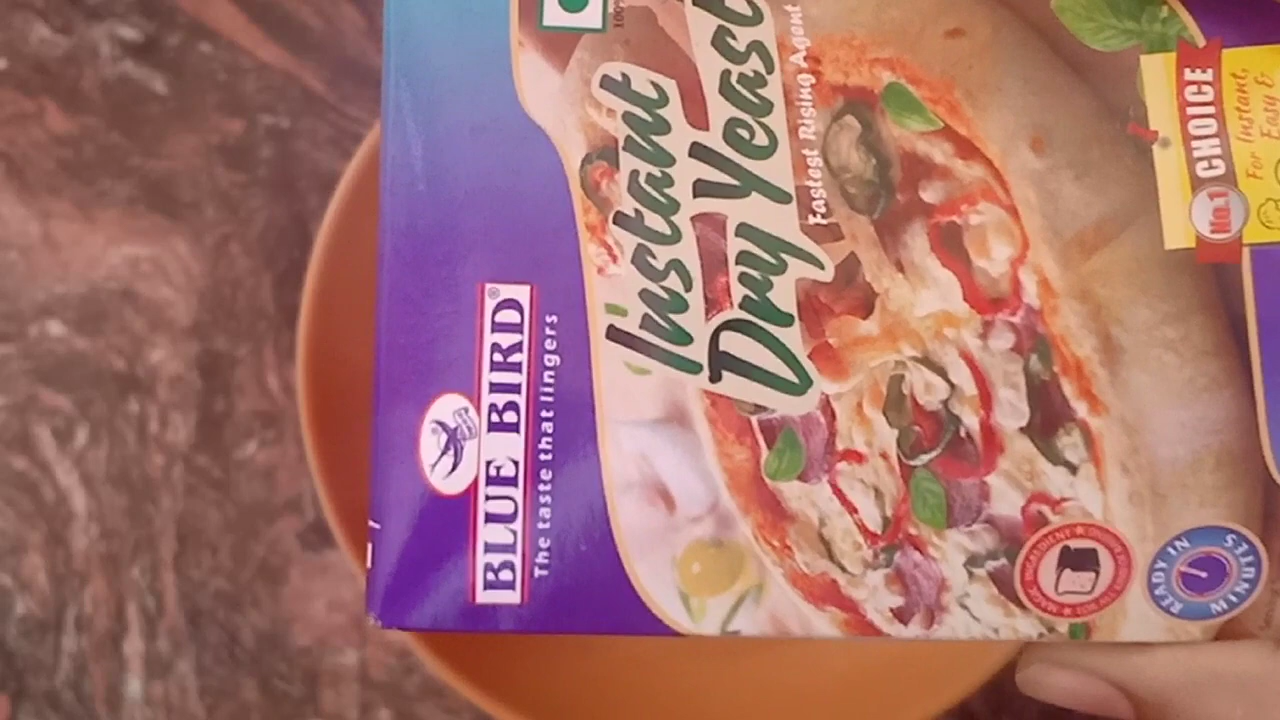 BLUE BIRD®
The taste that lingers
Instant
Dry Yeast
Fastest Rising Agent
No.1 CHOICE
For Instant,
Easy &
READY IN
MINUTES
100%